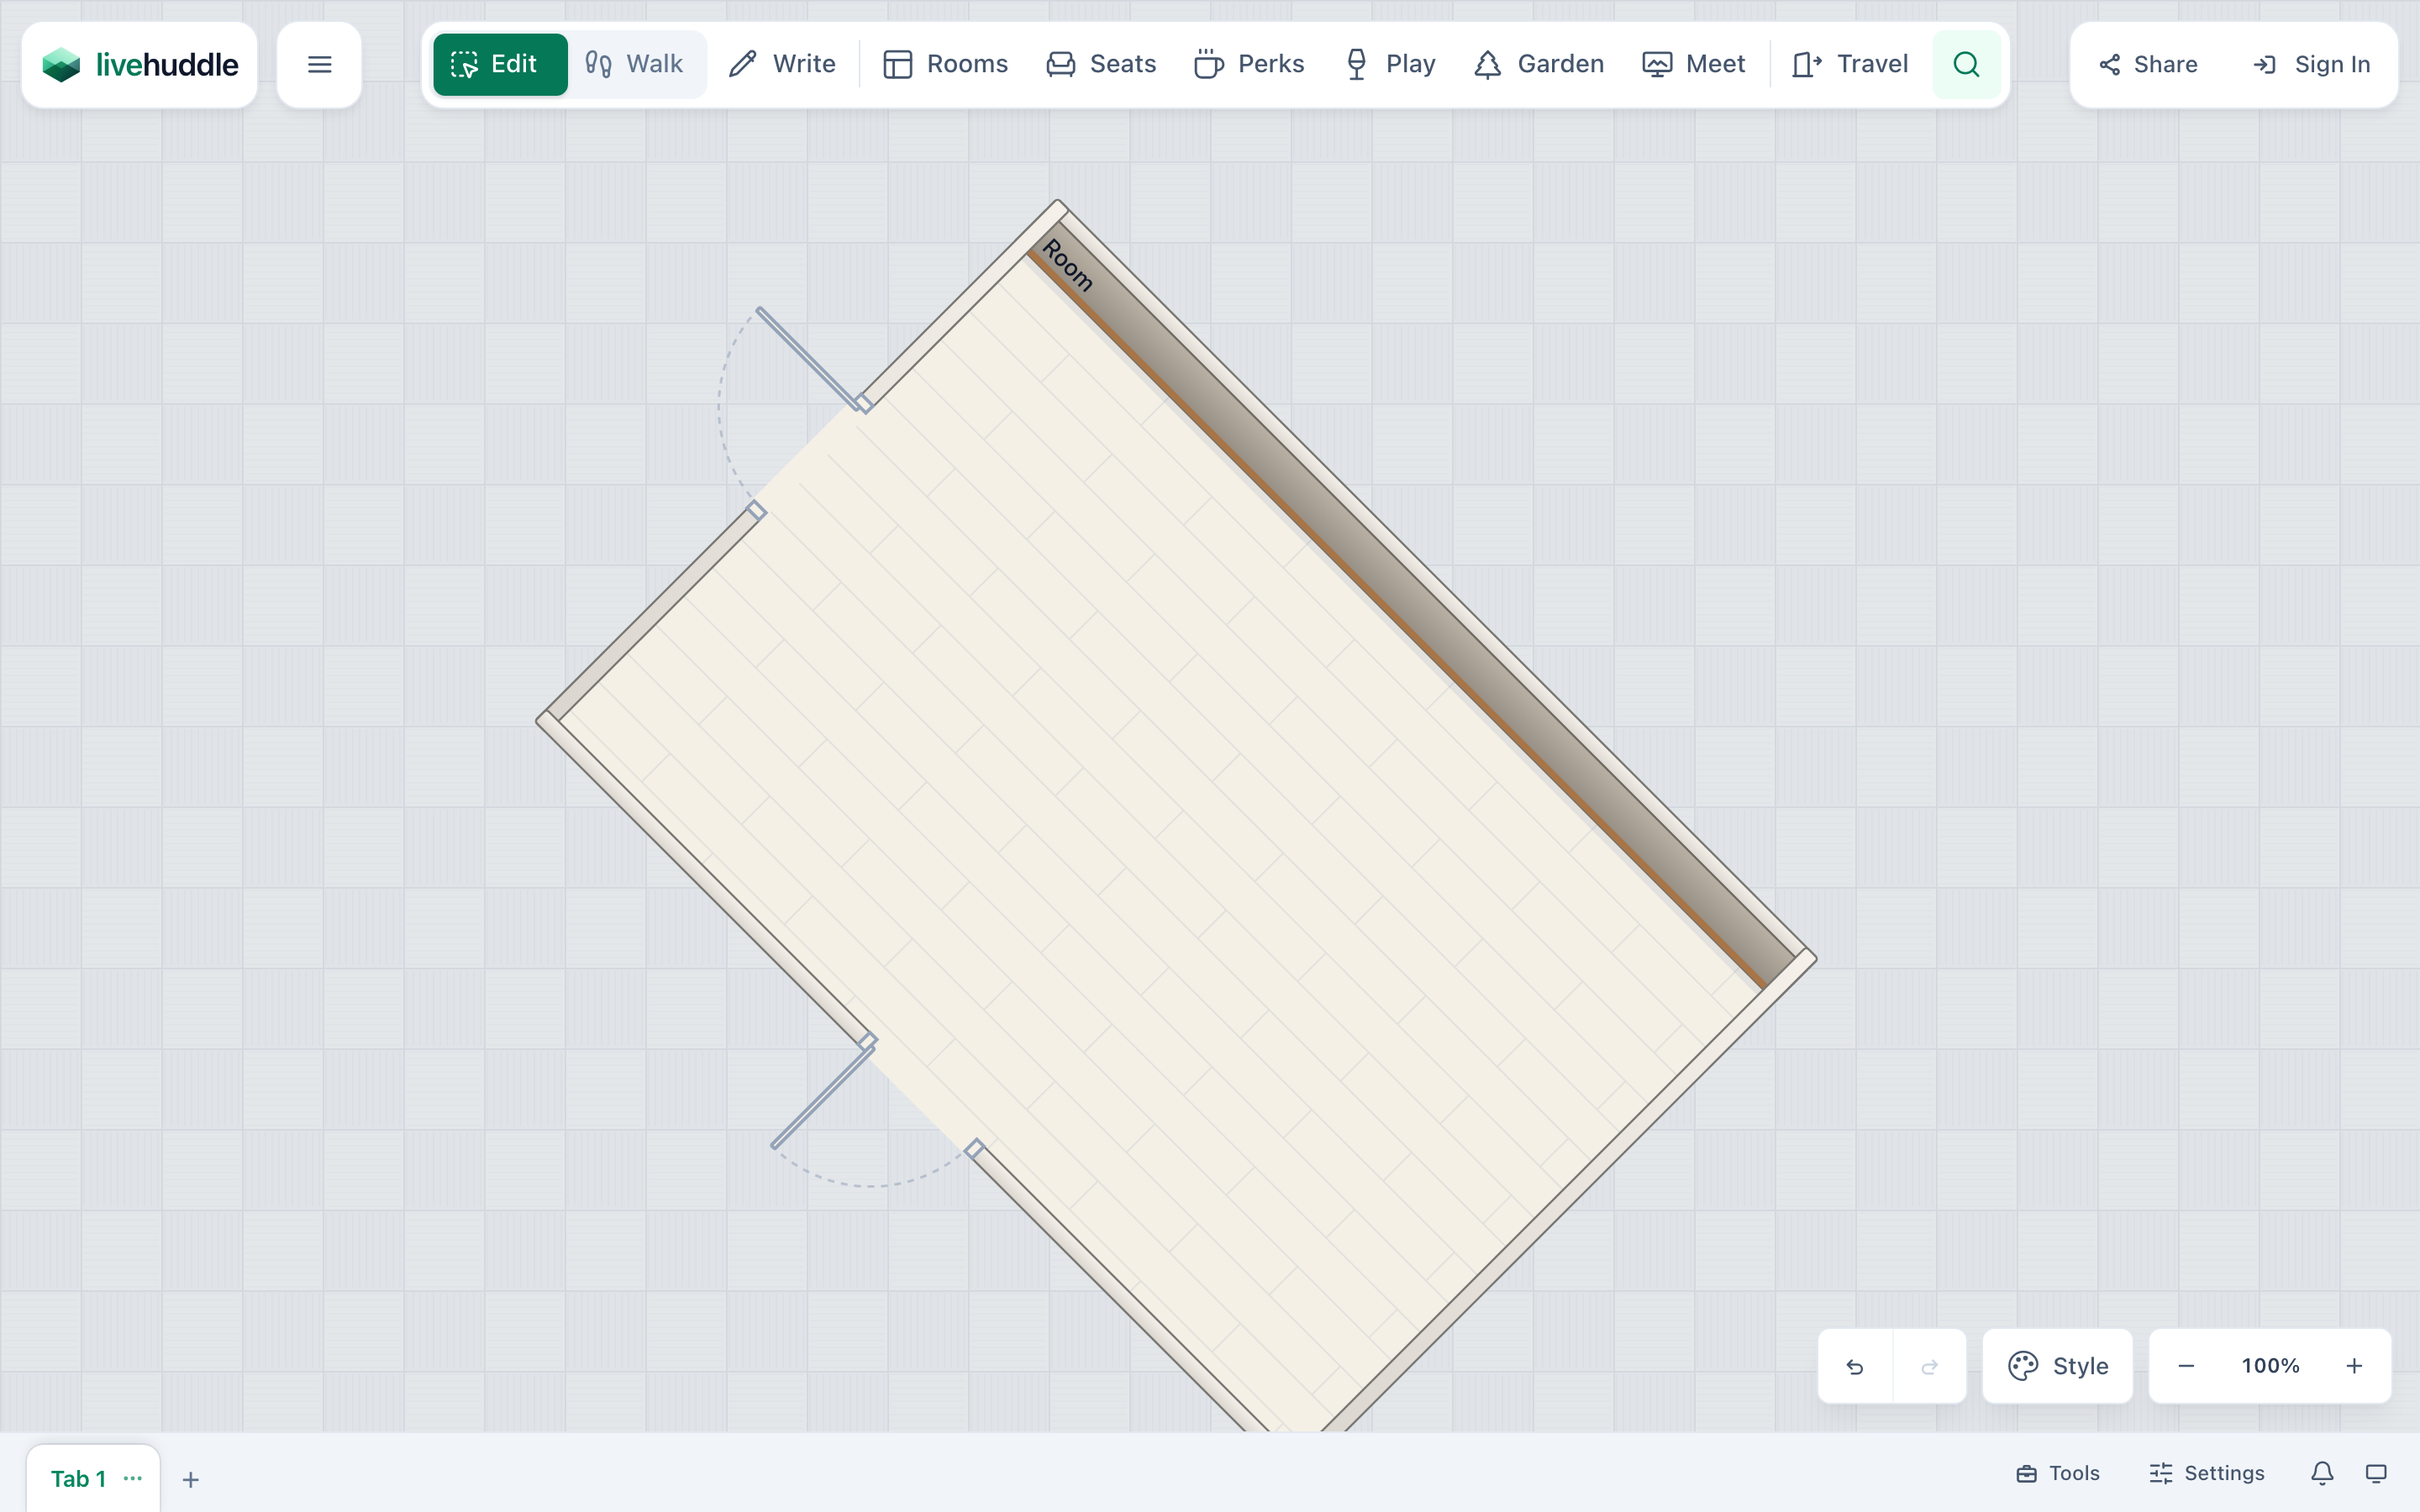 livehuddle
Edit
Walk
Write
Rooms
Seats
Perks
Play
Garden
Meet
Travel
Share
Sign In
Room
Style
100%
Tab 1
Tools
Settings